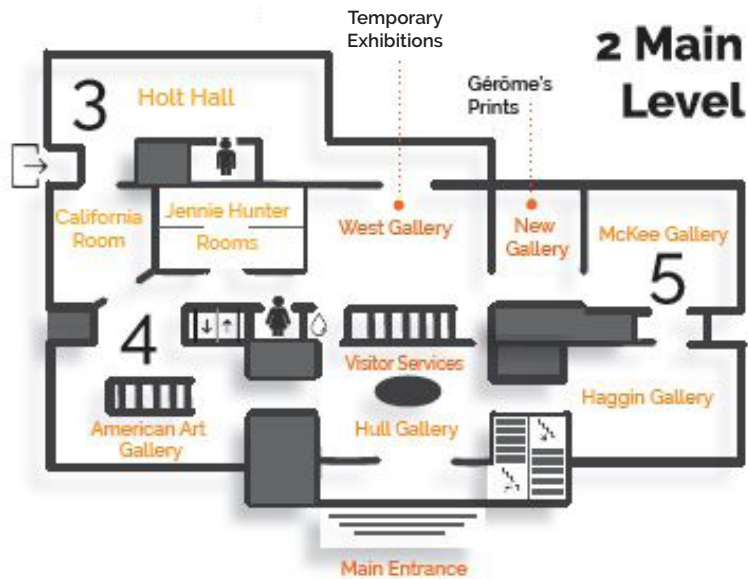 Temporary
Exhibitions
2 Main
Level
Gérôme's
Prints
3
Holt Hall
California
Room
Jennie Hunter
Rooms
West Gallery
New
Gallery
McKee Gallery
5
4
Visitor Services
American Art
Gallery
Hull Gallery
Haggin Gallery
Main Entrance